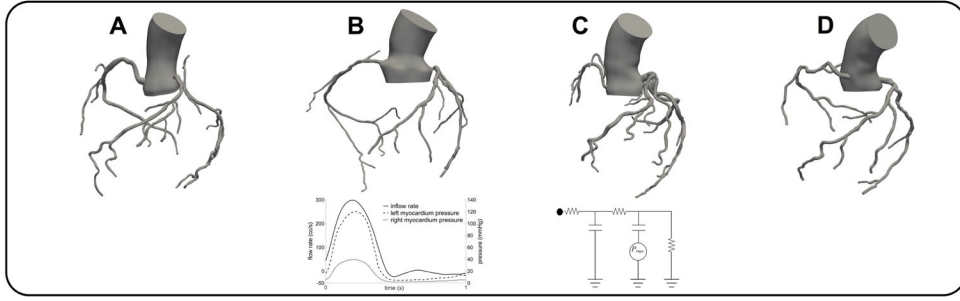 A
B
C
D
inflow rate
left myocardium pressure
right myocardium pressure
flow rate (cc/s)
300
200
100
0
-50
0
time (s)
1
140
120
100
80
60
40
20
0
pressure (mmHg)